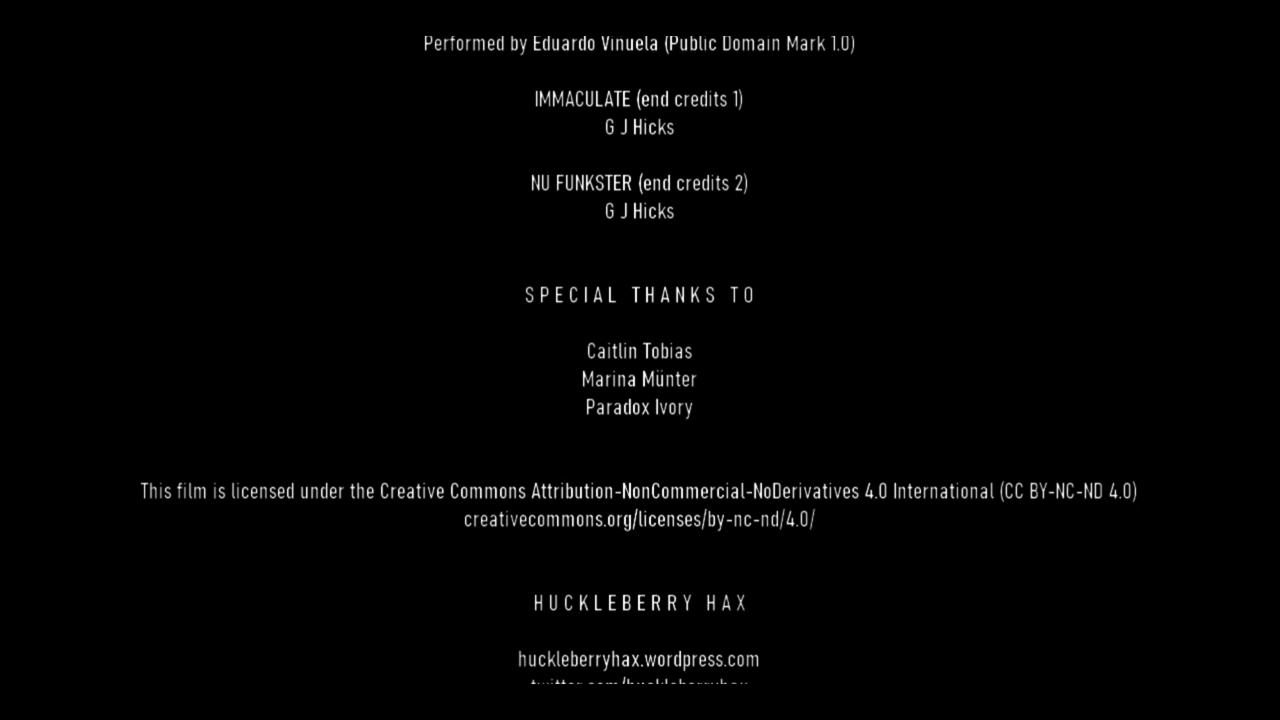 Performed by Eduardo Vinuela (Public Domain Mark 1.0)
IMMACULATE (end credits 1)
G J Hicks
NU FUNKSTER (end credits 2)
G J Hicks
SPECIAL THANKS TO
Caitlin Tobias
Marina Münter
Paradox Ivory
This film is licensed under the Creative Commons Attribution-NonCommercial-NoDerivatives 4.0 International (CC BY-NC-ND 4.0)
creativecommons.org/licenses/by-nc-nd/4.0/
HUCKLEBERRY HAX
huckleberryhax.wordpress.com
twitter.com/huckleberryhax